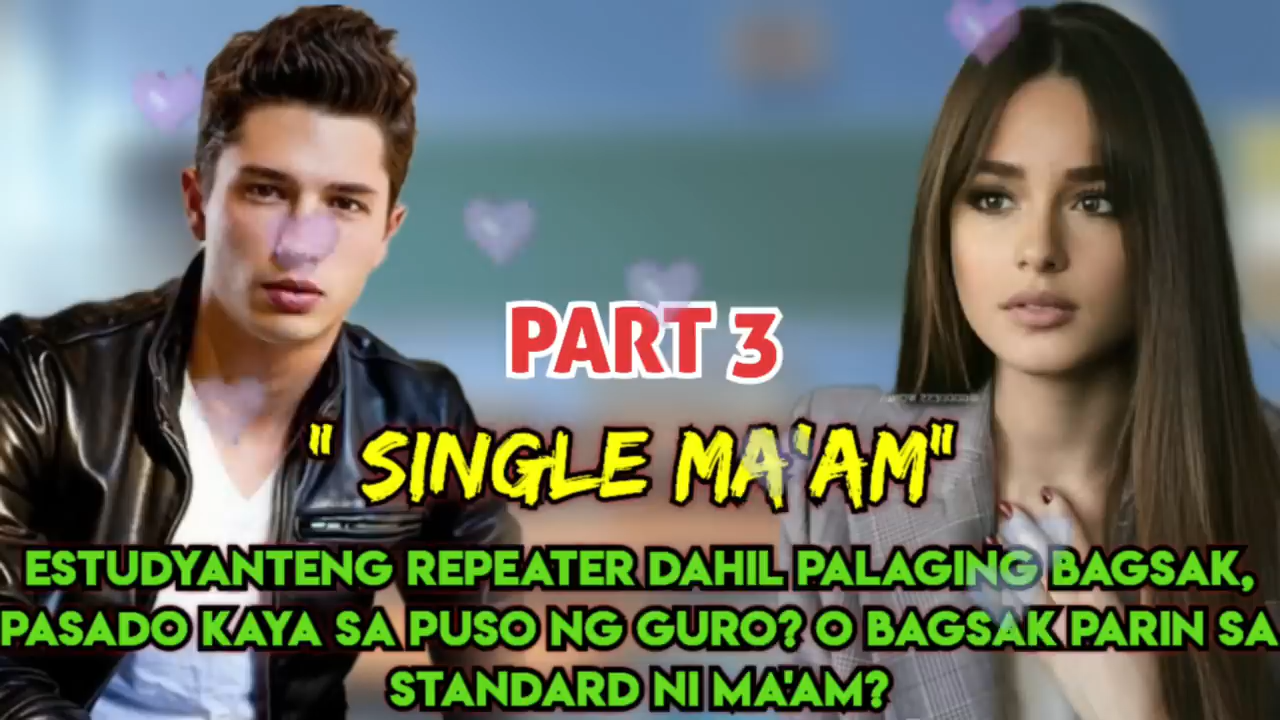 PART 3
" SINGLE MA'AM"
ESTUDYANTENG REPEATER DAHIL PALAGING BAGSAK,
PASADO KAYA SA PUSO NG GURO? O BAGSAK PARIN SA
STANDARD NI MA'AM?